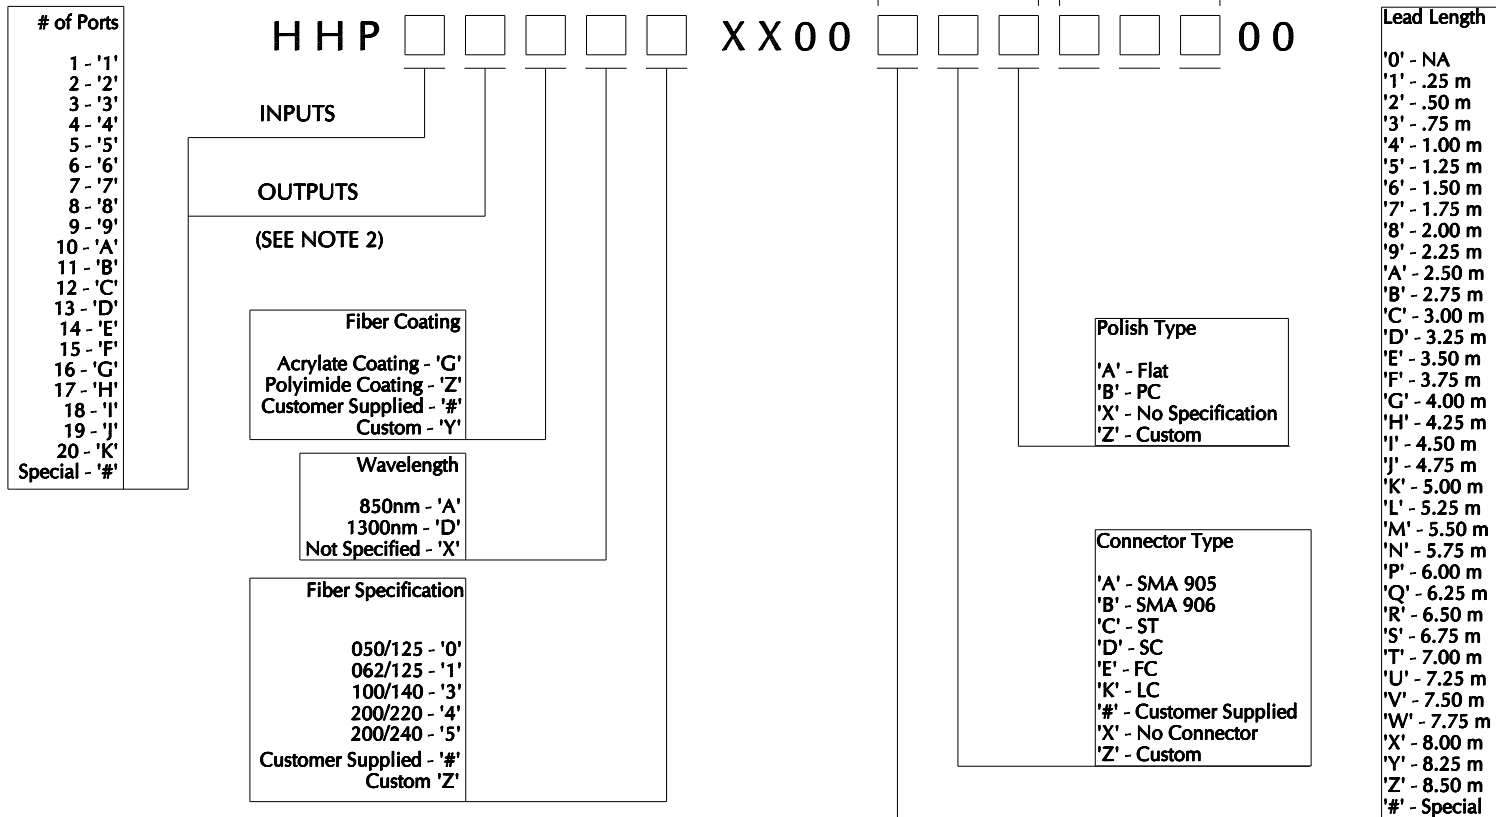 # of Ports
1 - '1'
2 - '2'
3 - '3'
4 - '4'
5 - '5'
6 - '6'
7 - '7'
8 - '8'
9 - '9'
10 - 'A'
11 - 'B'
12 - 'C'
13 - 'D'
14 - 'E'
15 - 'F'
16 - 'G'
17 - 'H'
18 - 'I'
19 - 'J'
20 - 'K'
Special - '#'
HHP XX00 00
INPUTS
OUTPUTS
(SEE NOTE 2)
Fiber Coating
Acrylate Coating - 'G'
Polyimide Coating - 'Z'
Customer Supplied - '#'
Custom - 'Y'
Wavelength
850nm - 'A'
1300nm - 'D'
Not Specified - 'X'
Fiber Specification
050/125 - '0'
062/125 - '1'
100/140 - '3'
200/220 - '4'
200/240 - '5'
Customer Supplied - '#'
Custom 'Z'
Polish Type
'A' - Flat
'B' - PC
'X' - No Specification
'Z' - Custom
Connector Type
'A' - SMA 905
'B' - SMA 906
'C' - ST
'D' - SC
'E' - FC
'K' - LC
'#' - Customer Supplied
'X' - No Connector
'Z' - Custom
Lead Length
'0' - NA
'1' - .25 m
'2' - .50 m
'3' - .75 m
'4' - 1.00 m
'5' - 1.25 m
'6' - 1.50 m
'7' - 1.75 m
'8' - 2.00 m
'9' - 2.25 m
'A' - 2.50 m
'B' - 2.75 m
'C' - 3.00 m
'D' - 3.25 m
'E' - 3.50 m
'F' - 3.75 m
'G' - 4.00 m
'H' - 4.25 m
'I' - 4.50 m
'J' - 4.75 m
'K' - 5.00 m
'L' - 5.25 m
'M' - 5.50 m
'N' - 5.75 m
'P' - 6.00 m
'Q' - 6.25 m
'R' - 6.50 m
'S' - 6.75 m
'T' - 7.00 m
'U' - 7.25 m
'V' - 7.50 m
'W' - 7.75 m
'X' - 8.00 m
'Y' - 8.25 m
'Z' - 8.50 m
'#' - Special